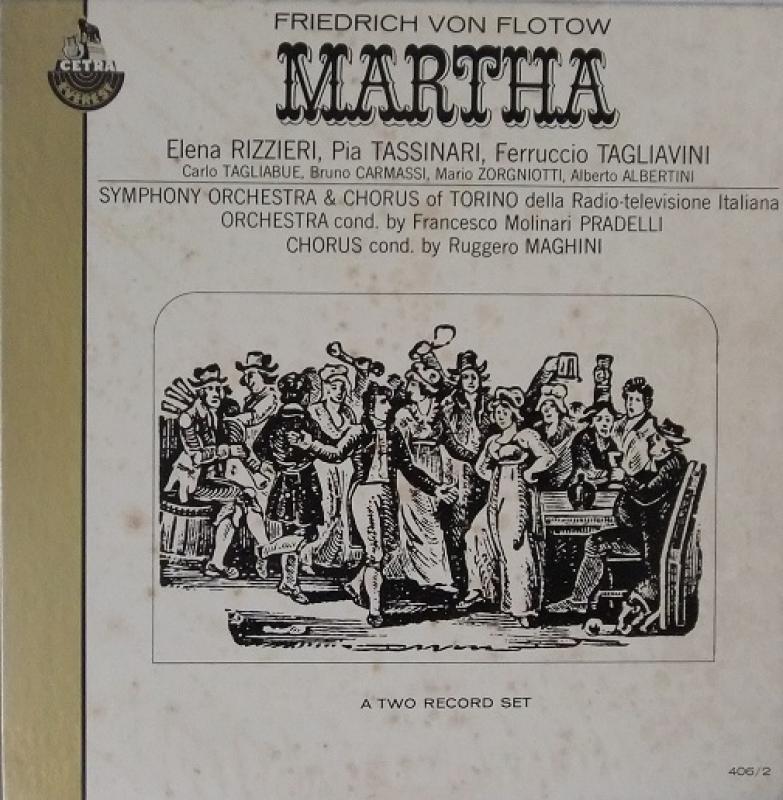 CETRA
EVEREST
FRIEDRICH VON FLOTOW
MARTHA
Elena RIZZIERI, Pia TASSINARI, Ferruccio TAGLIAVINI
Carlo TAGLIABUE, Bruno CARMASSI, Mario ZORGNIOTTI, Alberto ALBERTINI
SYMPHONY ORCHESTRA & CHORUS of TORINO della Radio-televisione Italiana
ORCHESTRA cond. by Francesco Molinari PRADELLI
CHORUS cond. by Ruggero MAGHINI
A TWO RECORD SET
406/2